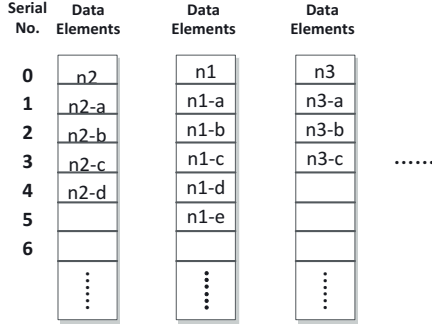 Serial Data Data Data
No. Elements Elements Elements
0 n2 n1 n3
1 n2-a n1-a n3-a
2 n2-b n1-b n3-b
3 n2-c n1-c n3-c ......
4 n2-d n1-d
5 n1-e
6
...... ...... ......